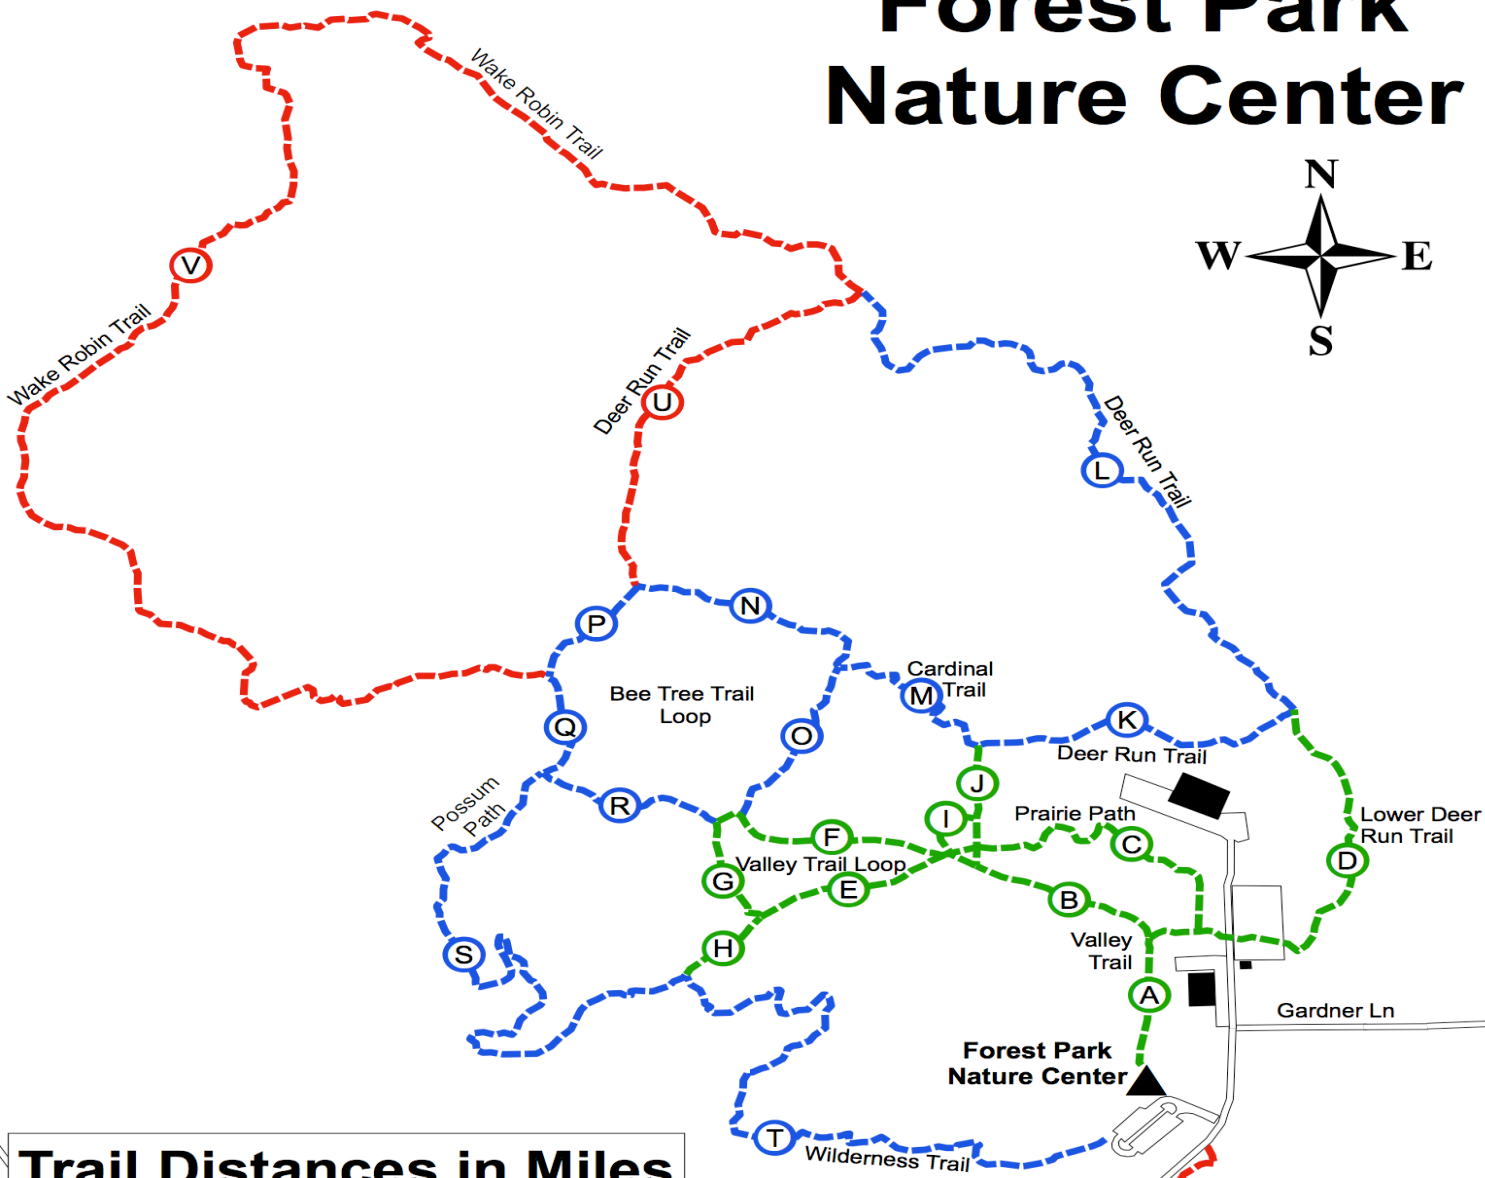 Forest Park
Nature Center
N
W
E
S
Wake Robin Trail
V
Wake Robin Trail
Deer Run Trail
U
Deer Run Trail
L
P
N
Bee Tree Trail
Loop
Cardinal
Trail
M
Q
O
K
Deer Run Trail
J
Possum
Path
R
I
Prairie Path
C
Lower Deer
Run Trail
D
F
Valley Trail Loop
G
E
B
H
Valley
Trail
S
A
Gardner Ln
Forest Park
Nature Center
T
Wilderness Trail
Trail Distances in Miles